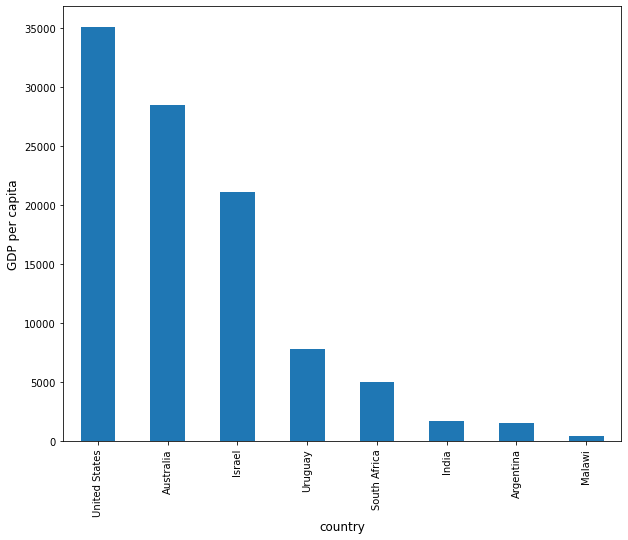 35000
30000
25000
20000
15000
10000
5000
0
GDP per capita
United States
Australia
Israel
Uruguay
South Africa
India
Argentina
Malawi
country